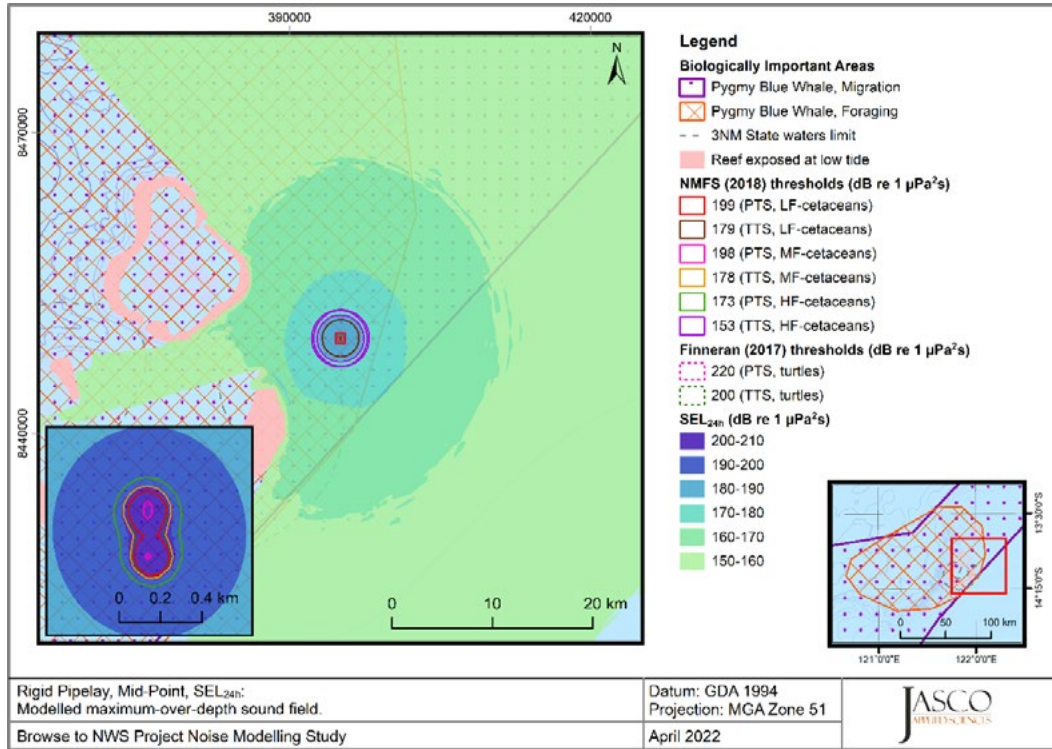 390000
420000
8470000
8440000
N
0 10 20 km
0 0.2 0.4 km
Legend
Biologically Important Areas
Pygmy Blue Whale, Migration
Pygmy Blue Whale, Foraging
3NM State waters limit
Reef exposed at low tide
NMFS (2018) thresholds (dB re 1 µPa²s)
199 (PTS, LF-cetaceans)
179 (TTS, LF-cetaceans)
198 (PTS, MF-cetaceans)
178 (TTS, MF-cetaceans)
173 (PTS, HF-cetaceans)
153 (TTS, HF-cetaceans)
Finneran (2017) thresholds (dB re 1 µPa²s)
220 (PTS, turtles)
200 (TTS, turtles)
SEL24h (dB re 1 µPa²s)
200-210
190-200
180-190
170-180
160-170
150-160
13°30'0"S
14°15'0"S
0 50 100 km
121°0'0"E
122°0'0"E
Rigid Pipelay, Mid-Point, SEL24h:
Modelled maximum-over-depth sound field.
Browse to NWS Project Noise Modelling Study
Datum: GDA 1994
Projection: MGA Zone 51
April 2022
JASCO
APPLIED SCIENCES